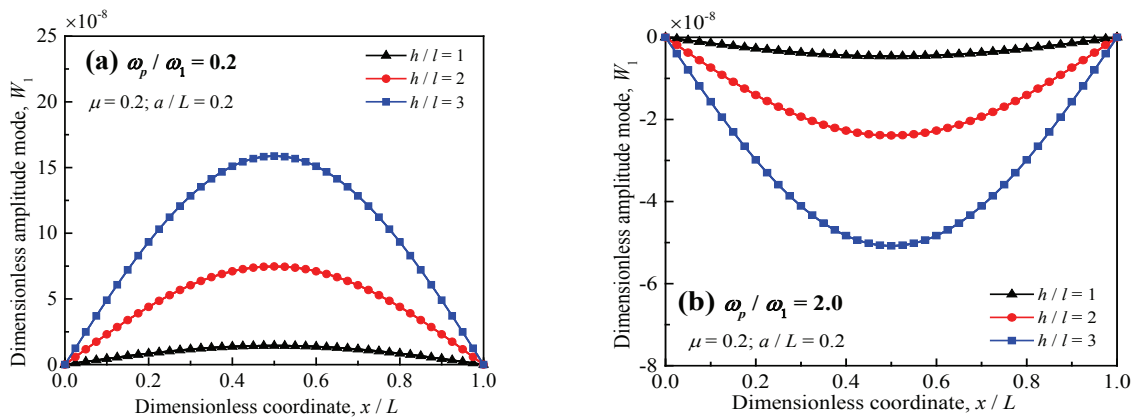 ×10⁻⁸
25
20
15
10
5
0
0.0 0.2 0.4 0.6 0.8 1.0
Dimensionless amplitude mode, W₁
Dimensionless coordinate, x / L
(a) ωₚ / ω₁ = 0.2
μ = 0.2; a / L = 0.2
h / l = 1
h / l = 2
h / l = 3
×10⁻⁸
0
-2
-4
-6
-8
0.0 0.2 0.4 0.6 0.8 1.0
Dimensionless amplitude mode, W₁
Dimensionless coordinate, x / L
(b) ωₚ / ω₁ = 2.0
μ = 0.2; a / L = 0.2
h / l = 1
h / l = 2
h / l = 3